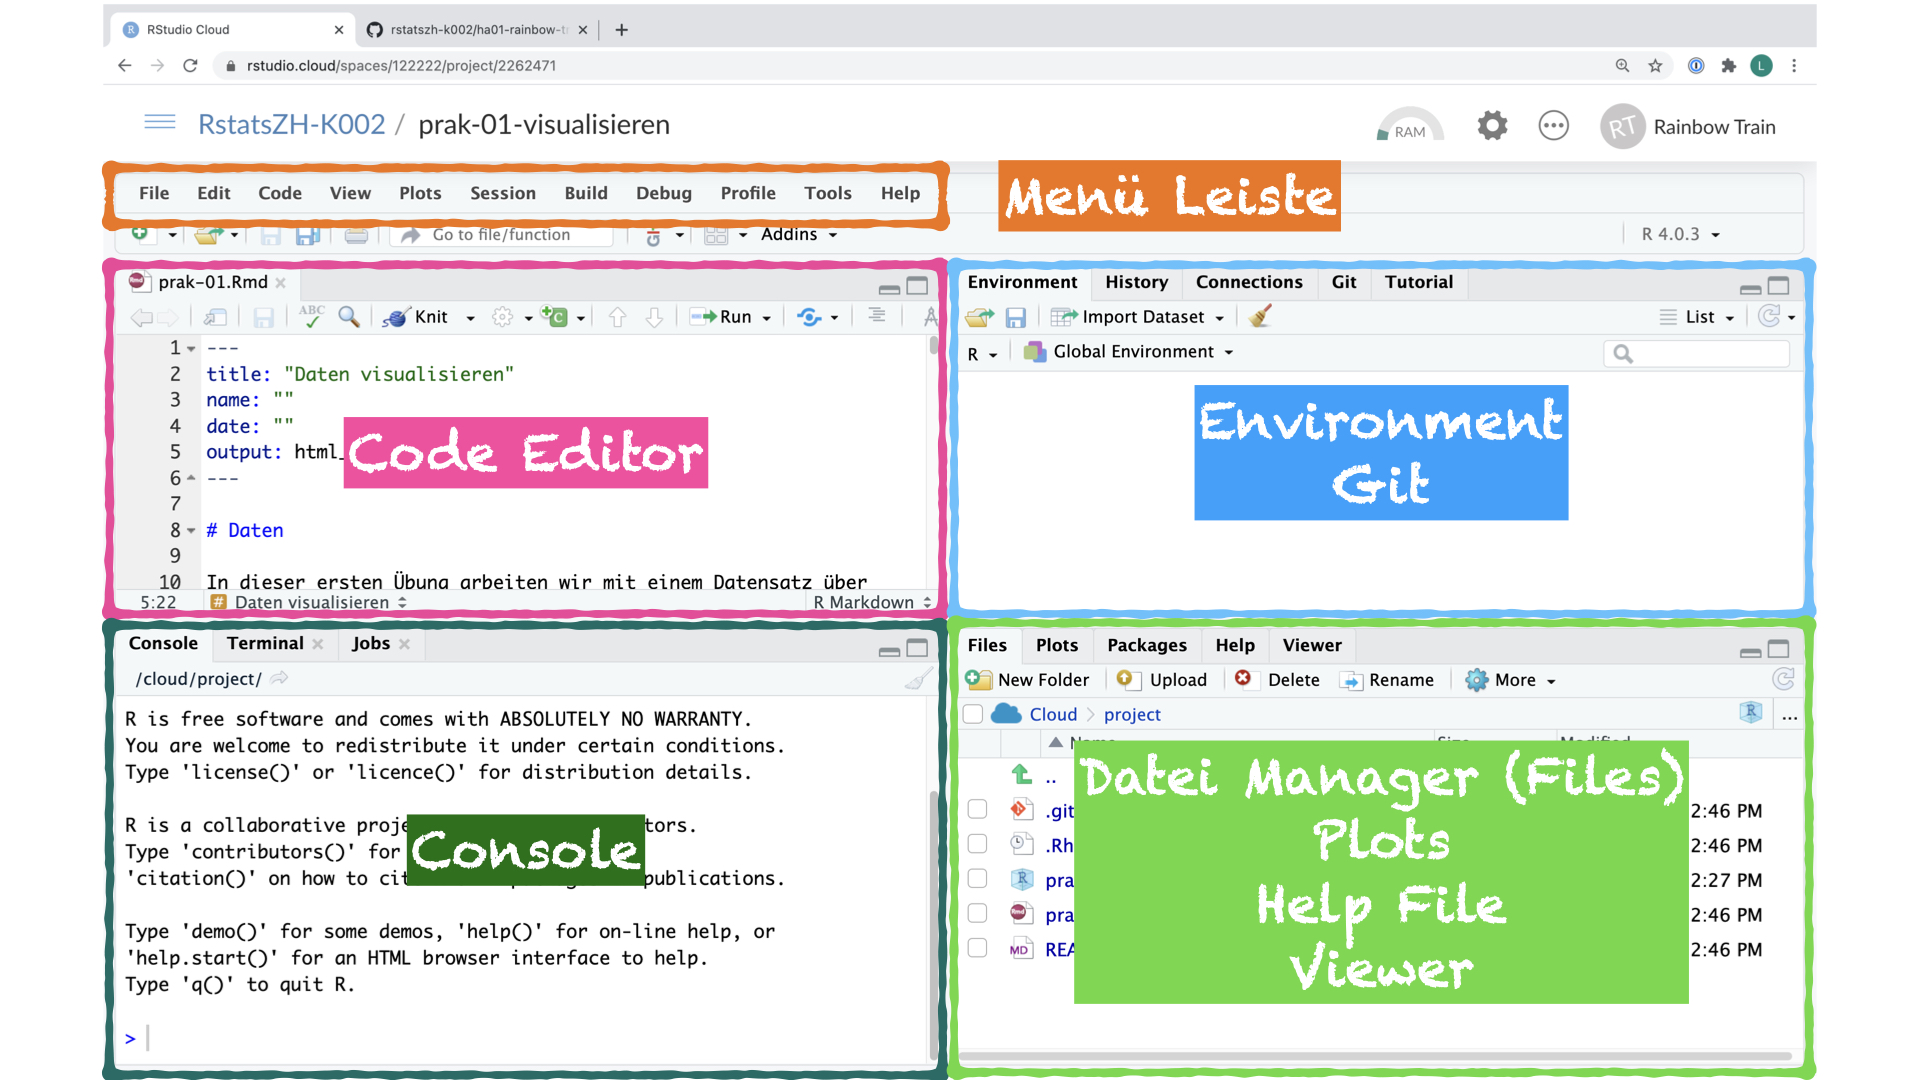 RStudio Cloud
rstatszh-k002/ha01-rainbow-t
rstudio.cloud/spaces/122222/project/2262471
L
RstatsZH-K002 / prak-01-visualisieren
RAM
RT Rainbow Train
File Edit Code View Plots Session Build Debug Profile Tools Help
Menü Leiste
Go to file/function
Addins
R 4.0.3
prak-01.Rmd
ABC
Knit
Run
1 ---
2 title: "Daten visualisieren"
3 name: ""
4 date: ""
5 output: html_
6 ---
7
8 # Daten
9
10 In dieser ersten Übung arbeiten wir mit einem Datensatz über
5:22 # Daten visualisieren R Markdown
Code Editor
Environment History Connections Git Tutorial
Import Dataset
List
R Global Environment
Environment
Git
Console Terminal Jobs
/cloud/project/
R is free software and comes with ABSOLUTELY NO WARRANTY.
You are welcome to redistribute it under certain conditions.
Type 'license()' or 'licence()' for distribution details.
R is a collaborative proje tors.
Type 'contributors()' for
'citation()' on how to cit publications.
Console
Type 'demo()' for some demos, 'help()' for on-line help, or
'help.start()' for an HTML browser interface to help.
Type 'q()' to quit R.
>
Files Plots Packages Help Viewer
New Folder Upload Delete Rename More
Cloud project ...
..
.git 2:46 PM
.Rh 2:46 PM
pra 2:27 PM
pra 2:46 PM
MD REA 2:46 PM
Datei Manager (Files)
Plots
Help File
Viewer